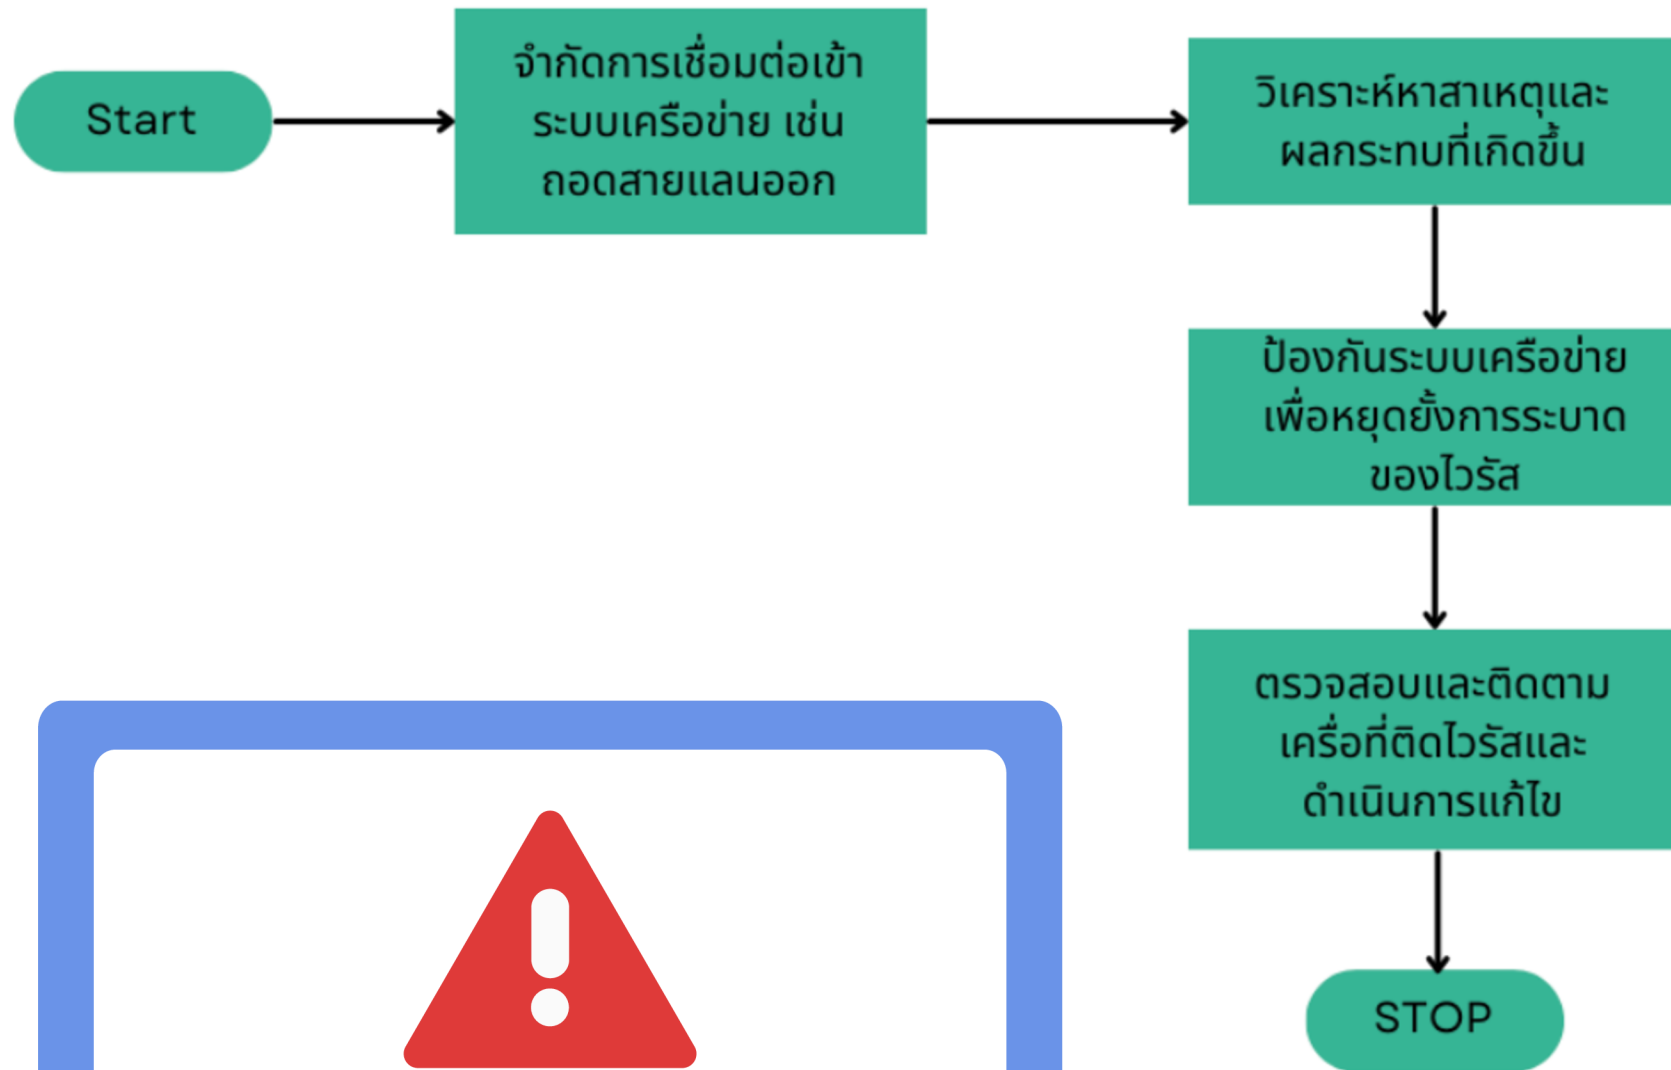 Start
จำกัดการเชื่อมต่อเข้า
ระบบเครือข่าย เช่น
ถอดสายแลนออก
วิเคราะห์หาสาเหตุและ
ผลกระทบที่เกิดขึ้น
ป้องกันระบบเครือข่าย
เพื่อหยุดยั้งการระบาด
ของไวรัส
ตรวจสอบและติดตาม
เครื่อที่ติดไวรัสและ
ดำเนินการแก้ไข
STOP